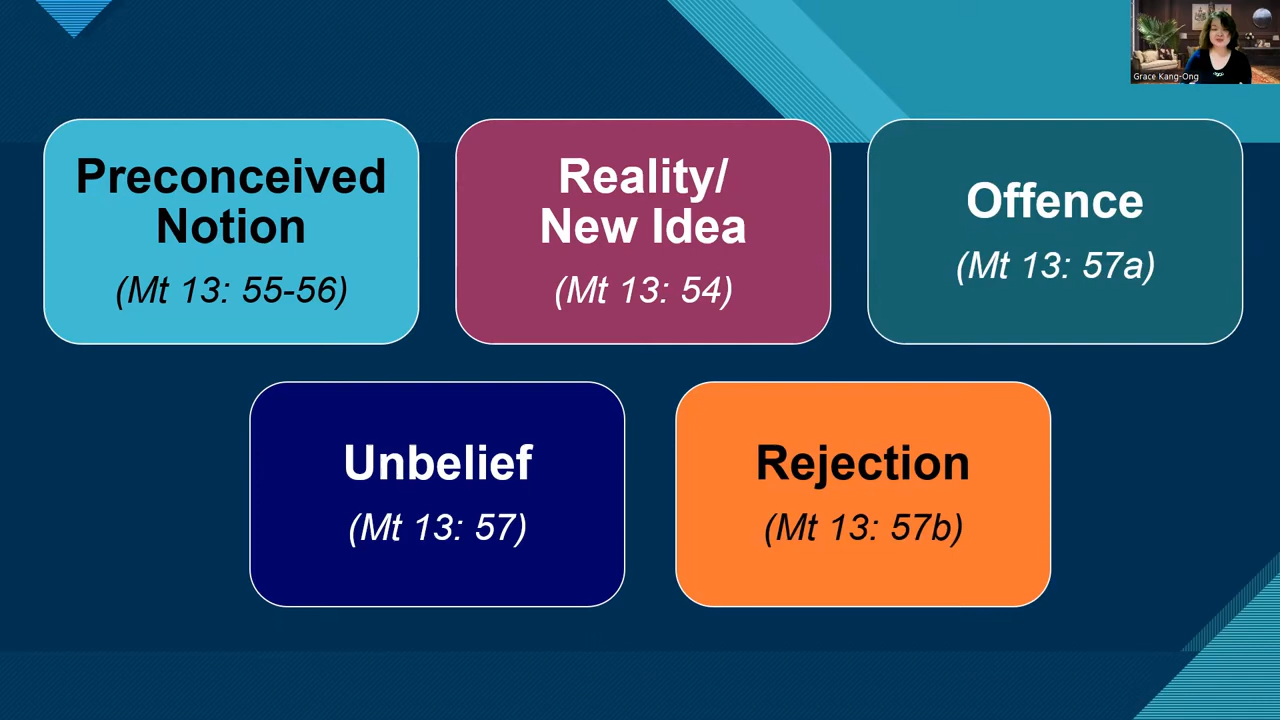 Grace Kang-Ong
Preconceived
Notion
(Mt 13: 55-56)
Reality/
New Idea
(Mt 13: 54)
Offence
(Mt 13: 57a)
Unbelief
(Mt 13: 57)
Rejection
(Mt 13: 57b)